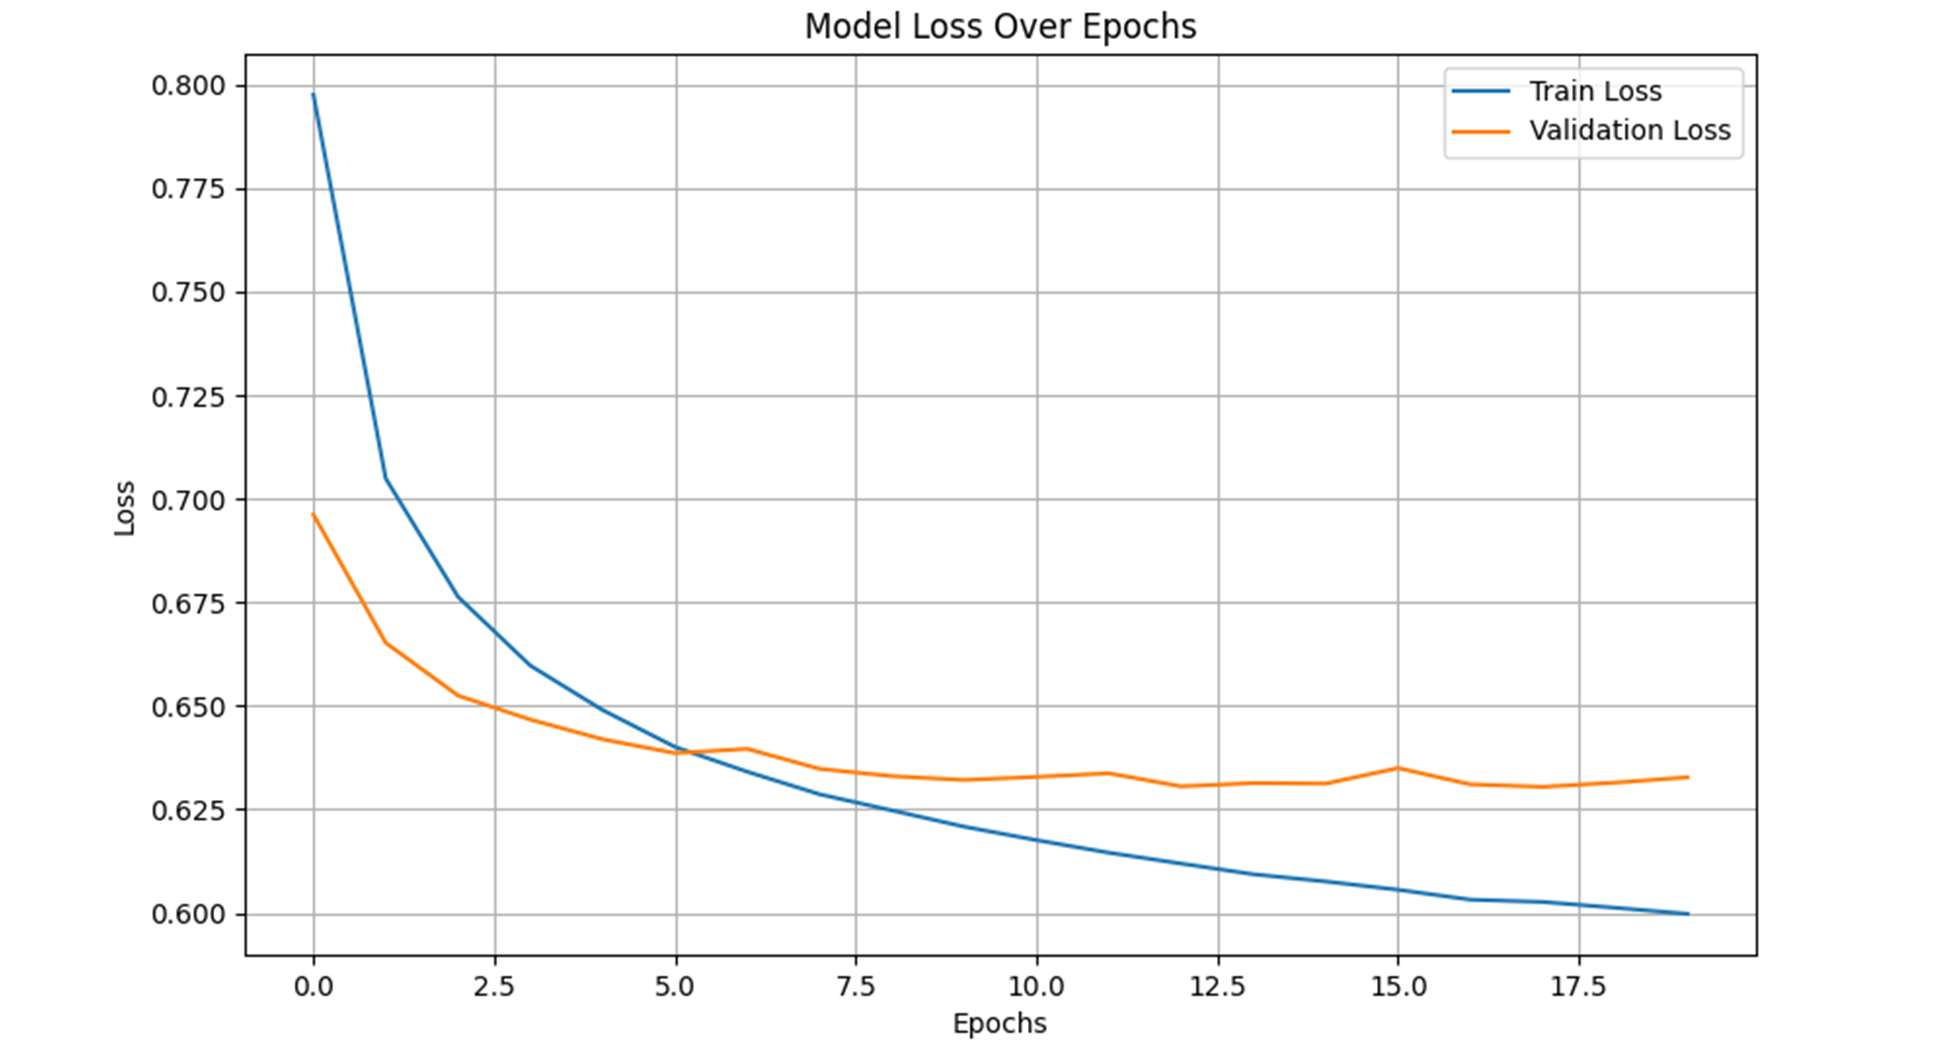 Model Loss Over Epochs
Train Loss
Validation Loss
0.800
0.775
0.750
0.725
0.700
0.675
0.650
0.625
0.600
Loss
0.0 2.5 5.0 7.5 10.0 12.5 15.0 17.5
Epochs